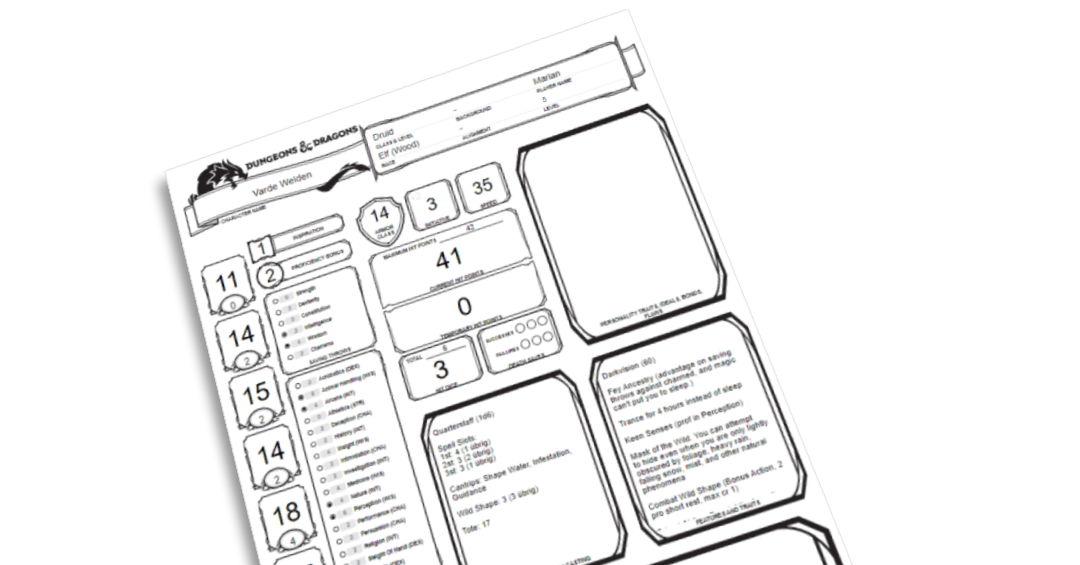 DUNGEONS & DRAGONS
Varde Welden
CHARACTER NAME
Druid
CLASS & LEVEL
Elf (Wood)
RACE
-
BACKGROUND
-
ALIGNMENT
Marian
PLAYER NAME
5
LEVEL
1
INSPIRATION
2
PROFICIENCY BONUS
11
0
14
2
15
2
14
2
18
4
Strength
Dexterity
Constitution
Intelligence
Wisdom
Charisma
SAVING THROWS
Acrobatics (DEX)
Animal Handling (WIS)
Arcana (INT)
Athletics (STR)
Deception (CHA)
History (INT)
Insight (WIS)
Intimidation (CHA)
Investigation (INT)
Medicine (WIS)
Nature (INT)
Perception (WIS)
Performance (CHA)
Persuasion (CHA)
Religion (INT)
Sleight Of Hand (DEX)
14
ARMOR
CLASS
3
INITIATIVE
35
SPEED
MAXIMUM HIT POINTS 42
41
CURRENT HIT POINTS
0
TEMPORARY HIT POINTS
TOTAL 6
3
HIT DICE
SUCCESSES
FAILURES
DEATH SAVES
Quarterstaff (1d6)
Spell Slots:
1st: 4 (1 übrig)
2st: 3 (2 übrig)
3st: 3 (1 übrig)
Cantrips: Shape Water, Infestation,
Guidance
Wild Shape: 3 (3 übrig)
Tote: 17
PERSONALITY TRAITS, IDEALS, BONDS,
FLAWS
Darkvision (60)
Fey Ancestry (advantage on saving
throws against charmed, and magic
can't put you to sleep.)
Trance for 4 hours instead of sleep
Keen Senses (prof in Perception)
Mask of the Wild. You can attempt
to hide even when you are only lightly
obscured by foliage, heavy rain,
falling snow, mist, and other natural
phenomena
Combat Wild Shape (Bonus Action, 2
pro short rest, max cr 1)
FEATURES AND TRAITS